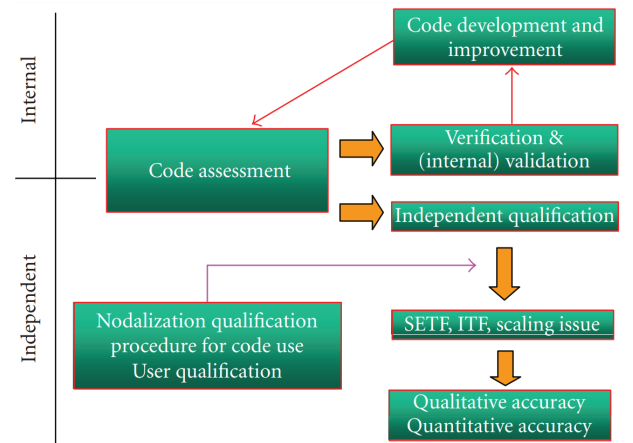 Code development and
improvement
Internal
Code assessment
Verification &
(internal) validation
Independent qualification
Independent
Nodalization qualification
procedure for code use
User qualification
SETF, ITF, scaling issue
Qualitative accuracy
Quantitative accuracy